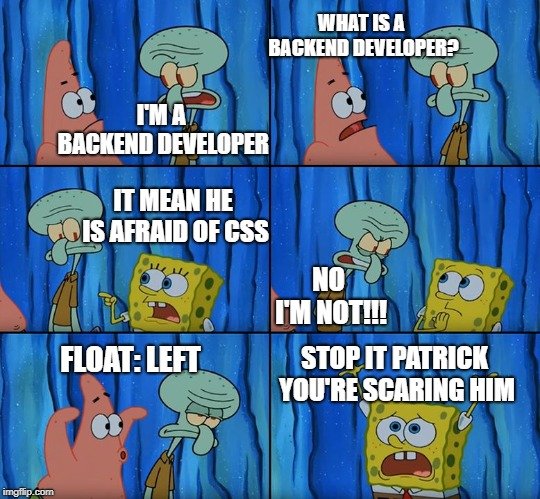 I'M A
BACKEND DEVELOPER
WHAT IS A
BACKEND DEVELOPER?
IT MEAN HE
IS AFRAID OF CSS
NO
I'M NOT!!!
FLOAT: LEFT
STOP IT PATRICK
YOU'RE SCARING HIM
imgflip.com